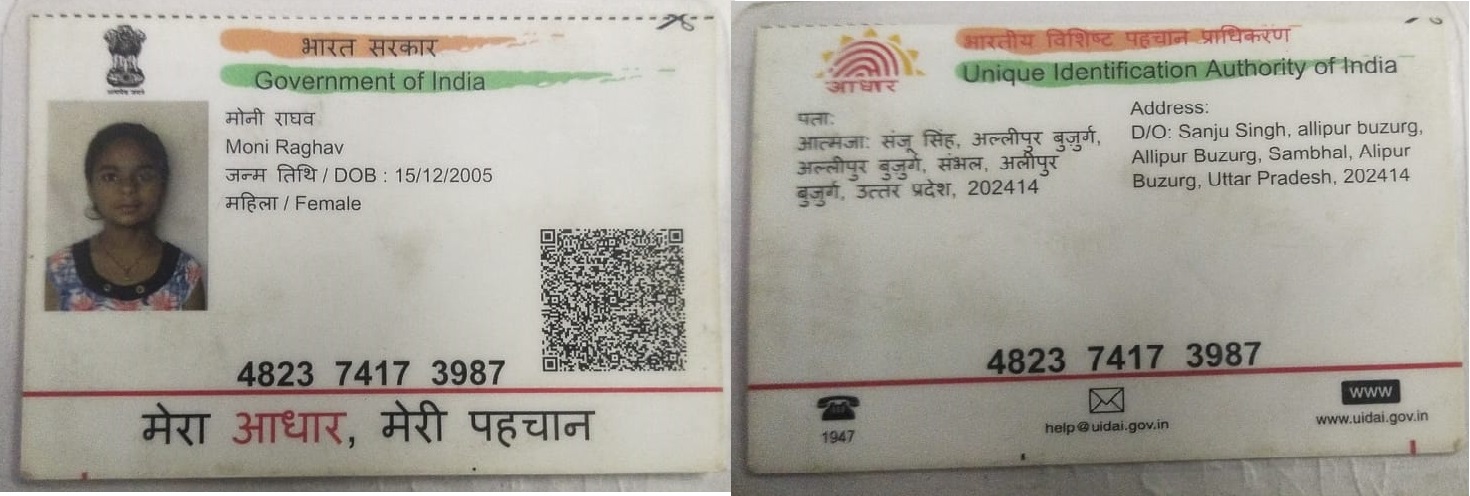 भारत सरकार
Government of India
मोनी राघव
Moni Raghav
जन्म तिथि / DOB : 15/12/2005
महिला / Female
4823 7417 3987
मेरा आधार, मेरी पहचान
भारतीय विशिष्ट पहचान प्राधिकरण
Unique Identification Authority of India
आधार
पता:
आत्मजा: संजू सिंह, अल्लीपुर बुजुर्ग,
अल्लीपुर बुजुर्ग, संभल, अलीपुर
बुजुर्ग, उत्तर प्रदेश, 202414
Address:
D/O: Sanju Singh, allipur buzurg,
Allipur Buzurg, Sambhal, Alipur
Buzurg, Uttar Pradesh, 202414
4823 7417 3987
1947
help@uidai.gov.in
www
www.uidai.gov.in